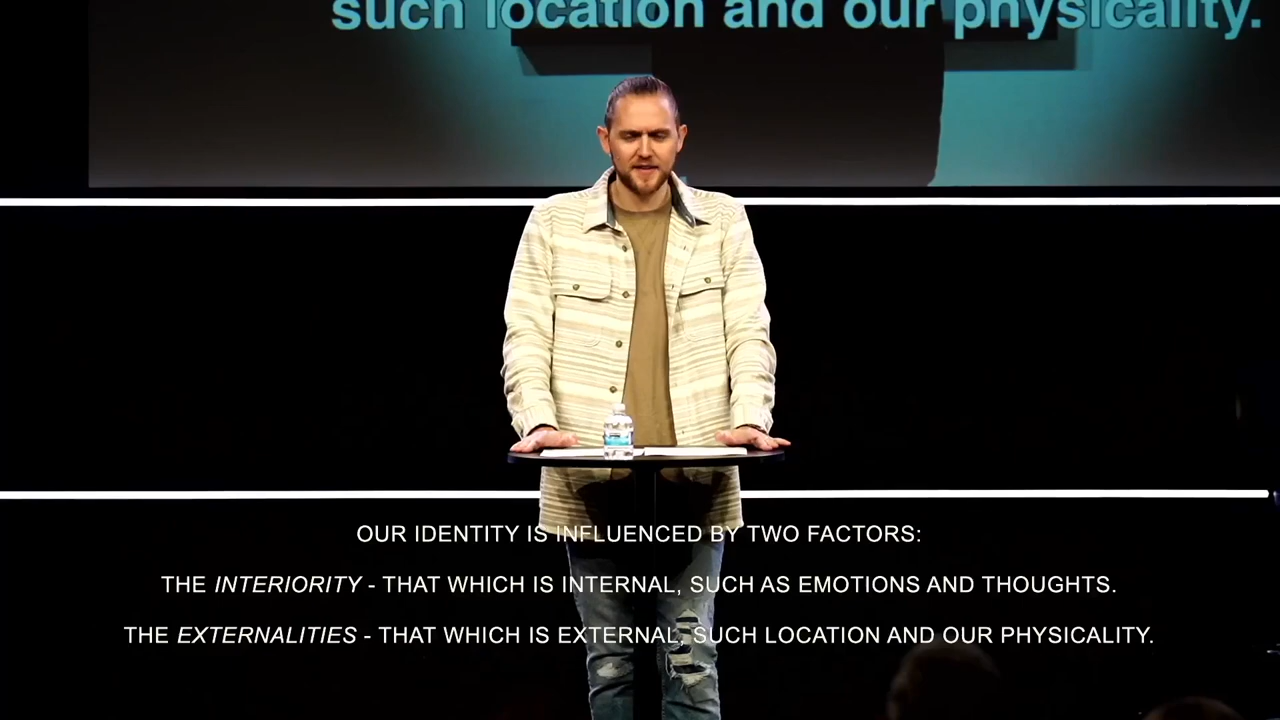 such location and our physicality.
OUR IDENTITY IS INFLUENCED BY TWO FACTORS:
THE INTERIORITY - THAT WHICH IS INTERNAL, SUCH AS EMOTIONS AND THOUGHTS.
THE EXTERNALITIES - THAT WHICH IS EXTERNAL, SUCH LOCATION AND OUR PHYSICALITY.